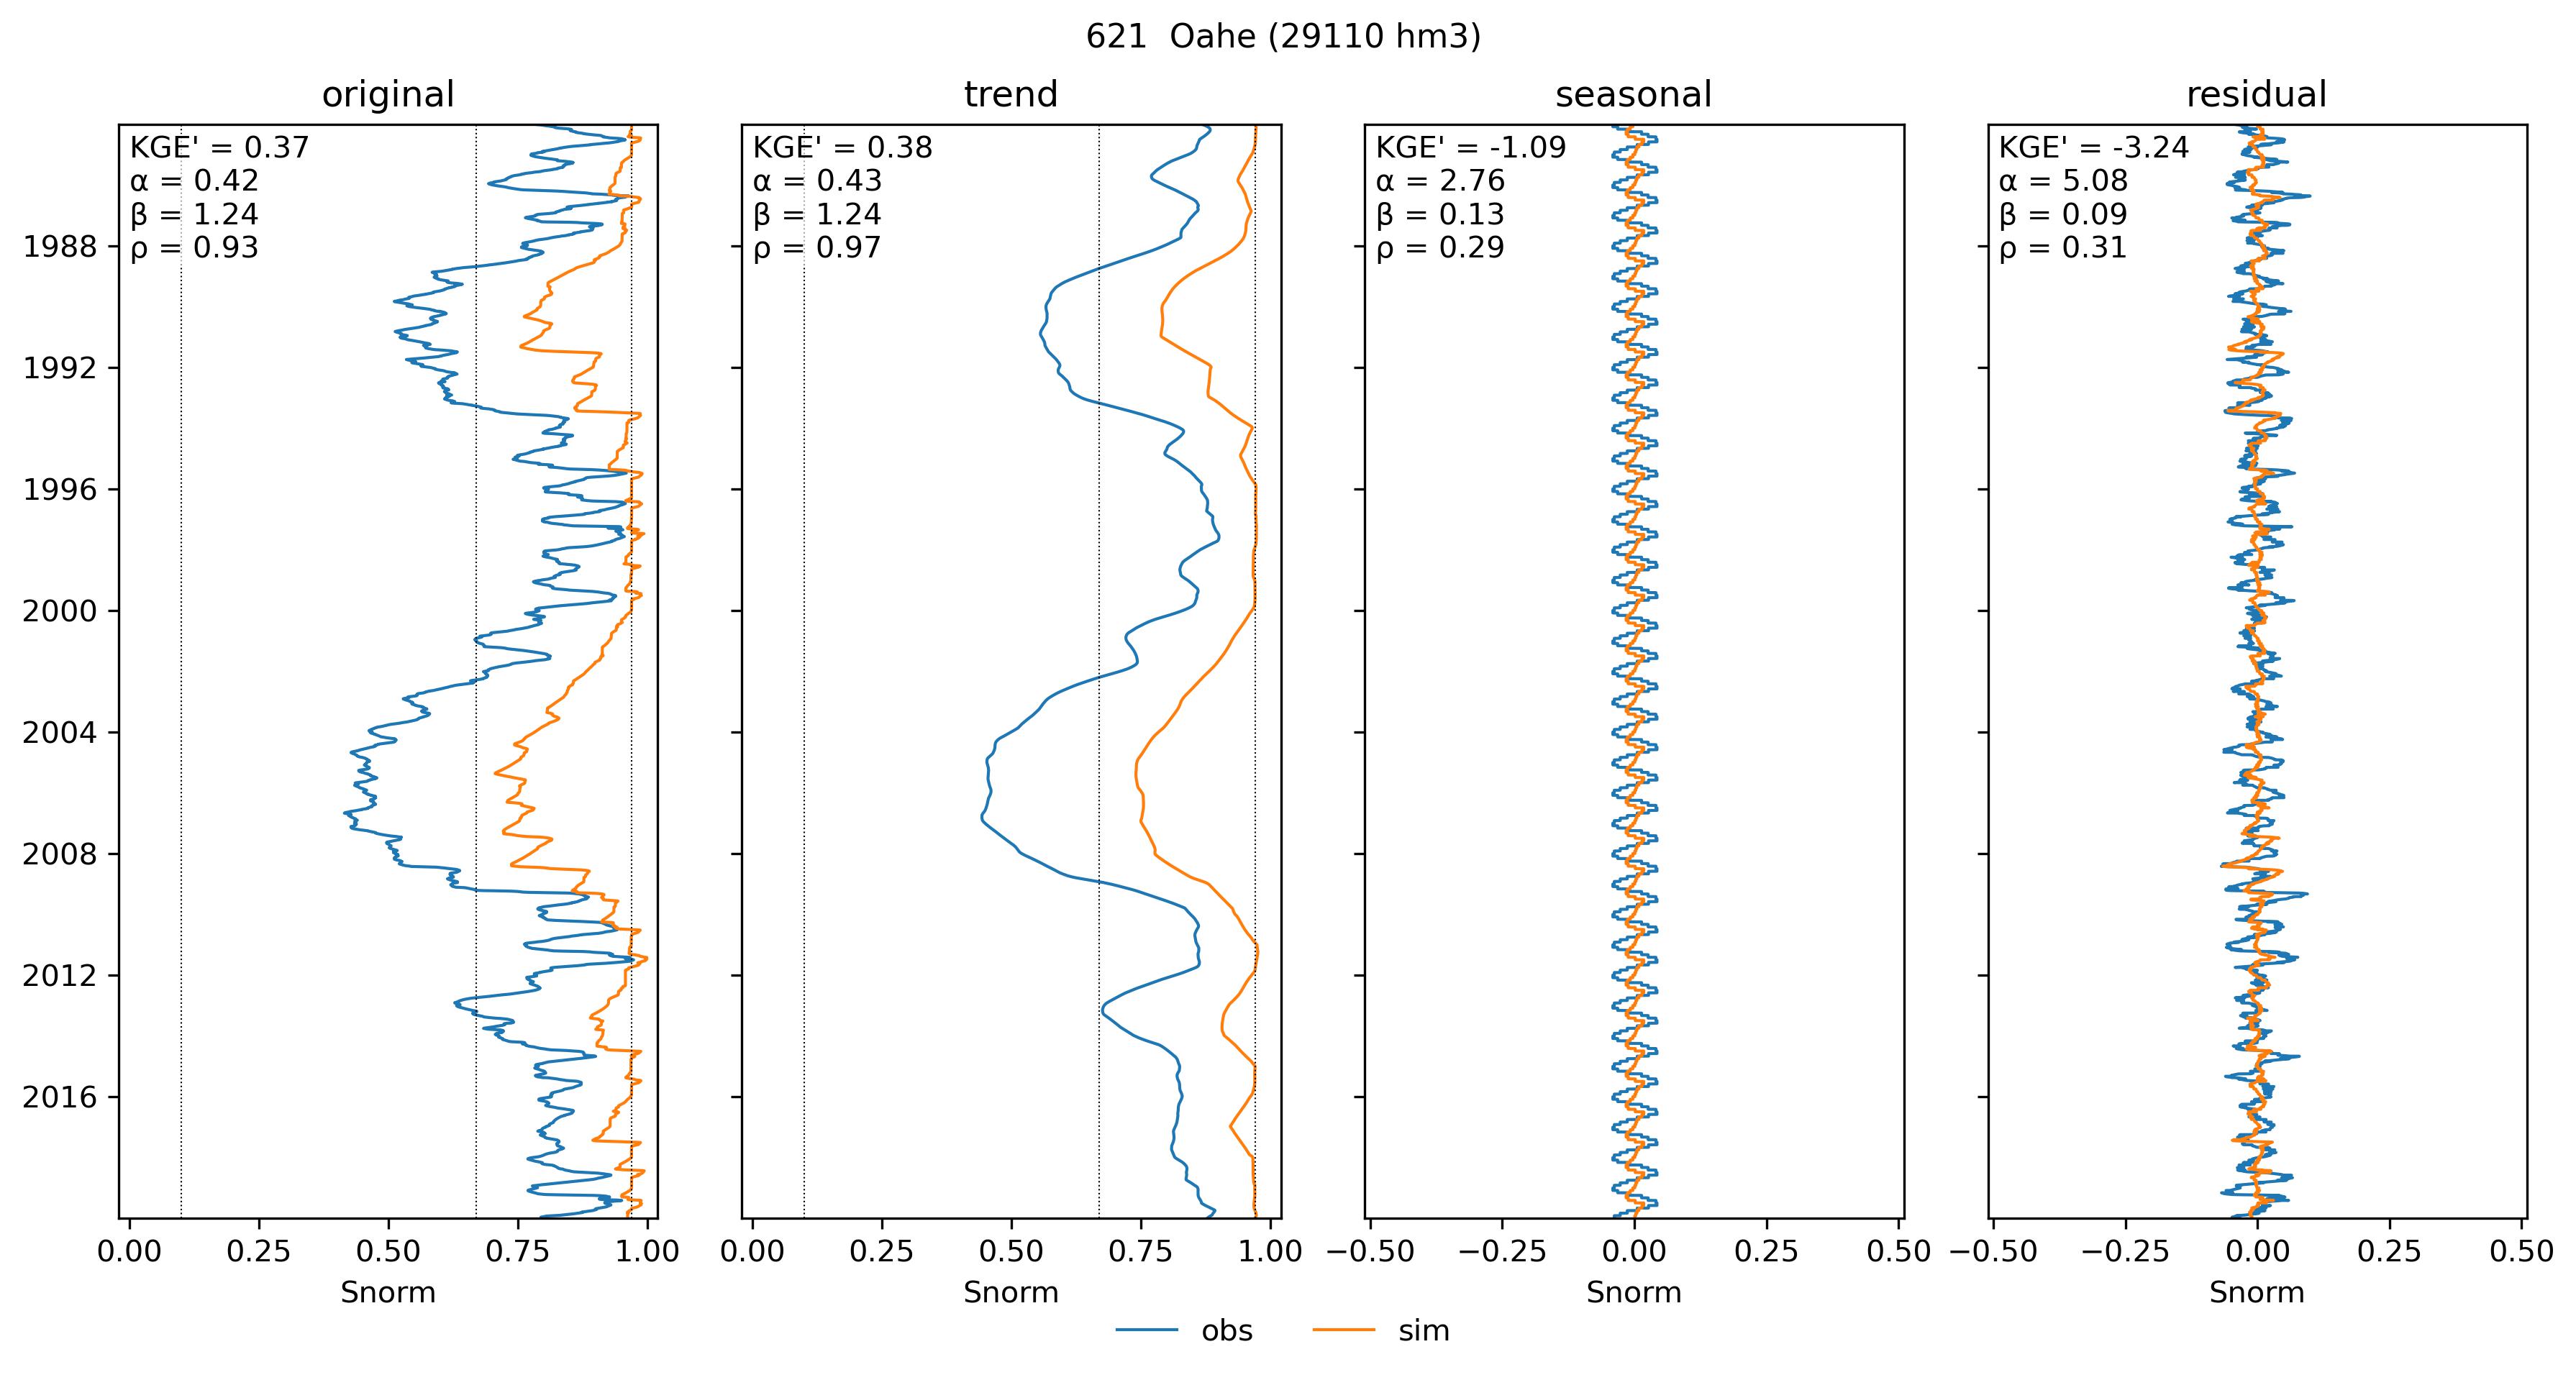 621  Oahe (29110 hm3)
original
trend
seasonal
residual
KGE' = 0.37
α = 0.42
β = 1.24
ρ = 0.93
KGE' = 0.38
α = 0.43
β = 1.24
ρ = 0.97
KGE' = -1.09
α = 2.76
β = 0.13
ρ = 0.29
KGE' = -3.24
α = 5.08
β = 0.09
ρ = 0.31
1988
1992
1996
2000
2004
2008
2012
2016
0.00 0.25 0.50 0.75 1.00
0.00 0.25 0.50 0.75 1.00
−0.50 −0.25 0.00 0.25 0.50
−0.50 −0.25 0.00 0.25 0.50
Snorm
Snorm
Snorm
Snorm
obs
sim